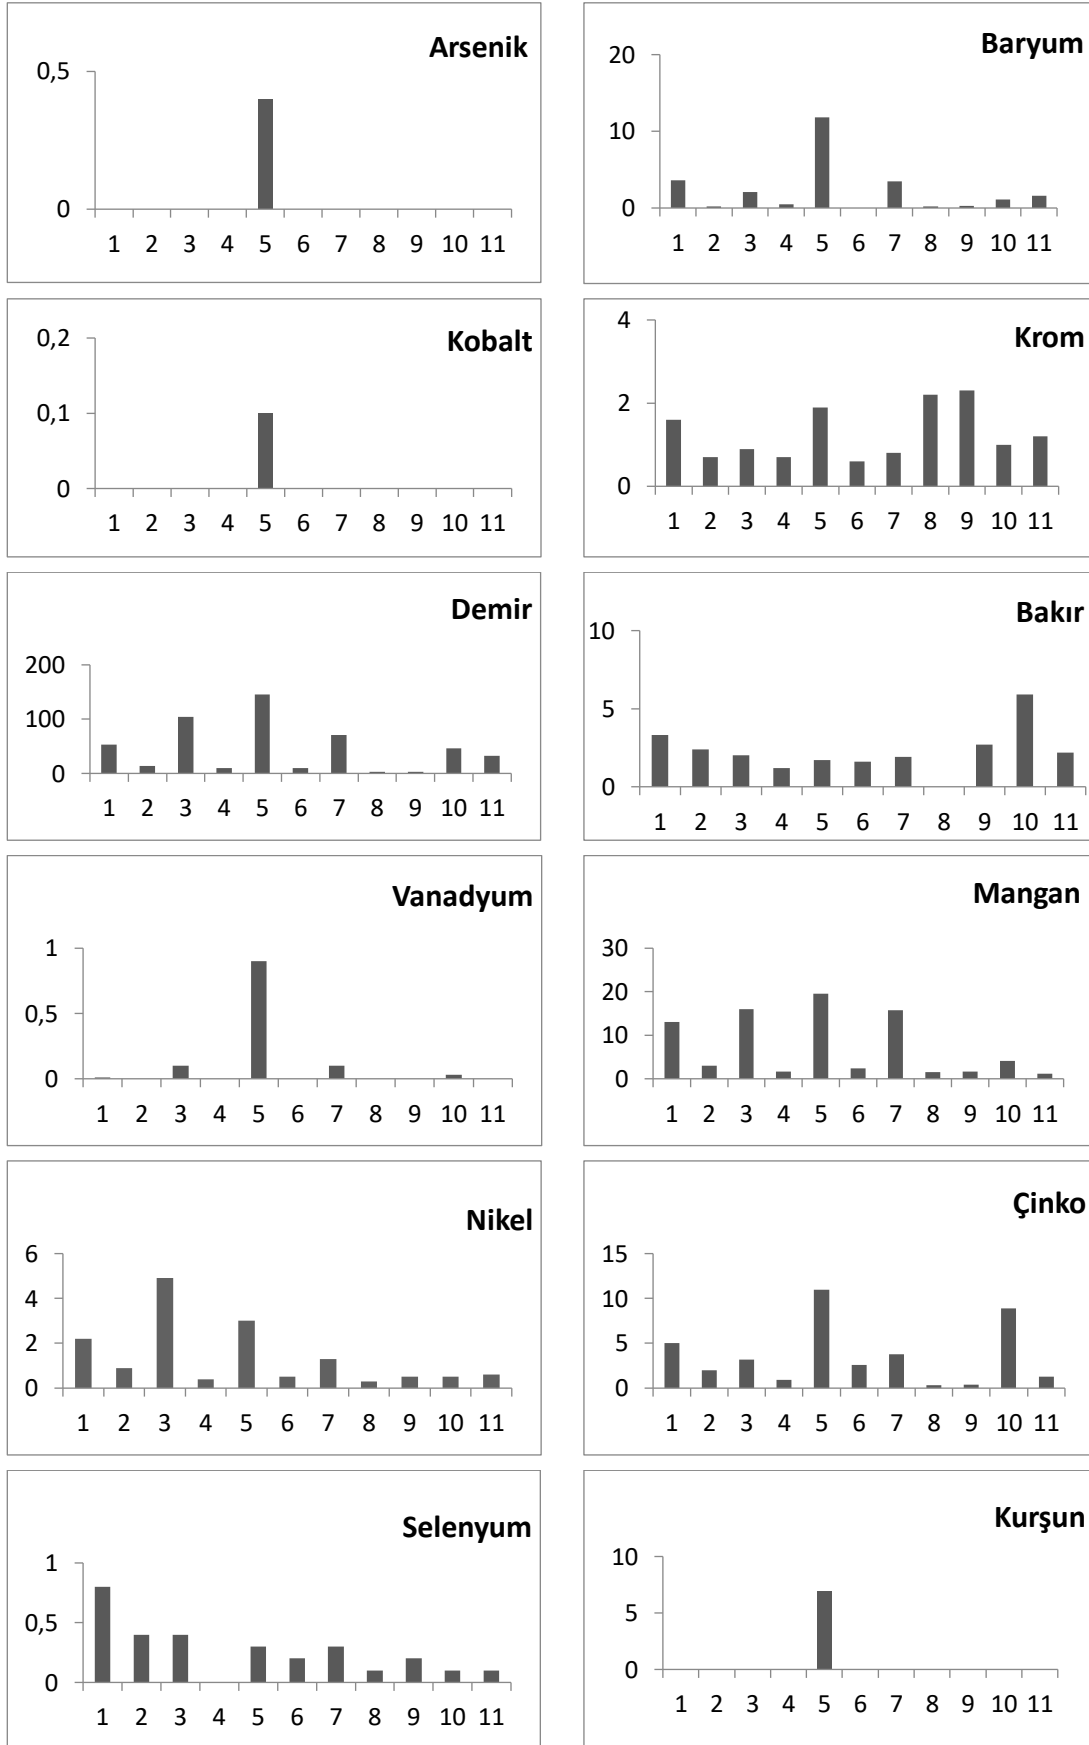 Arsenik
0,5
0
1 2 3 4 5 6 7 8 9 10 11
Baryum
20
10
0
1 2 3 4 5 6 7 8 9 10 11
Kobalt
0,2
0,1
0
1 2 3 4 5 6 7 8 9 10 11
Krom
4
2
0
1 2 3 4 5 6 7 8 9 10 11
Demir
200
100
0
1 2 3 4 5 6 7 8 9 10 11
Bakır
10
5
0
1 2 3 4 5 6 7 8 9 10 11
Vanadyum
1
0,5
0
1 2 3 4 5 6 7 8 9 10 11
Mangan
30
20
10
0
1 2 3 4 5 6 7 8 9 10 11
Nikel
6
4
2
0
1 2 3 4 5 6 7 8 9 10 11
Çinko
15
10
5
0
1 2 3 4 5 6 7 8 9 10 11
Selenyum
1
0,5
0
1 2 3 4 5 6 7 8 9 10 11
Kurşun
10
5
0
1 2 3 4 5 6 7 8 9 10 11